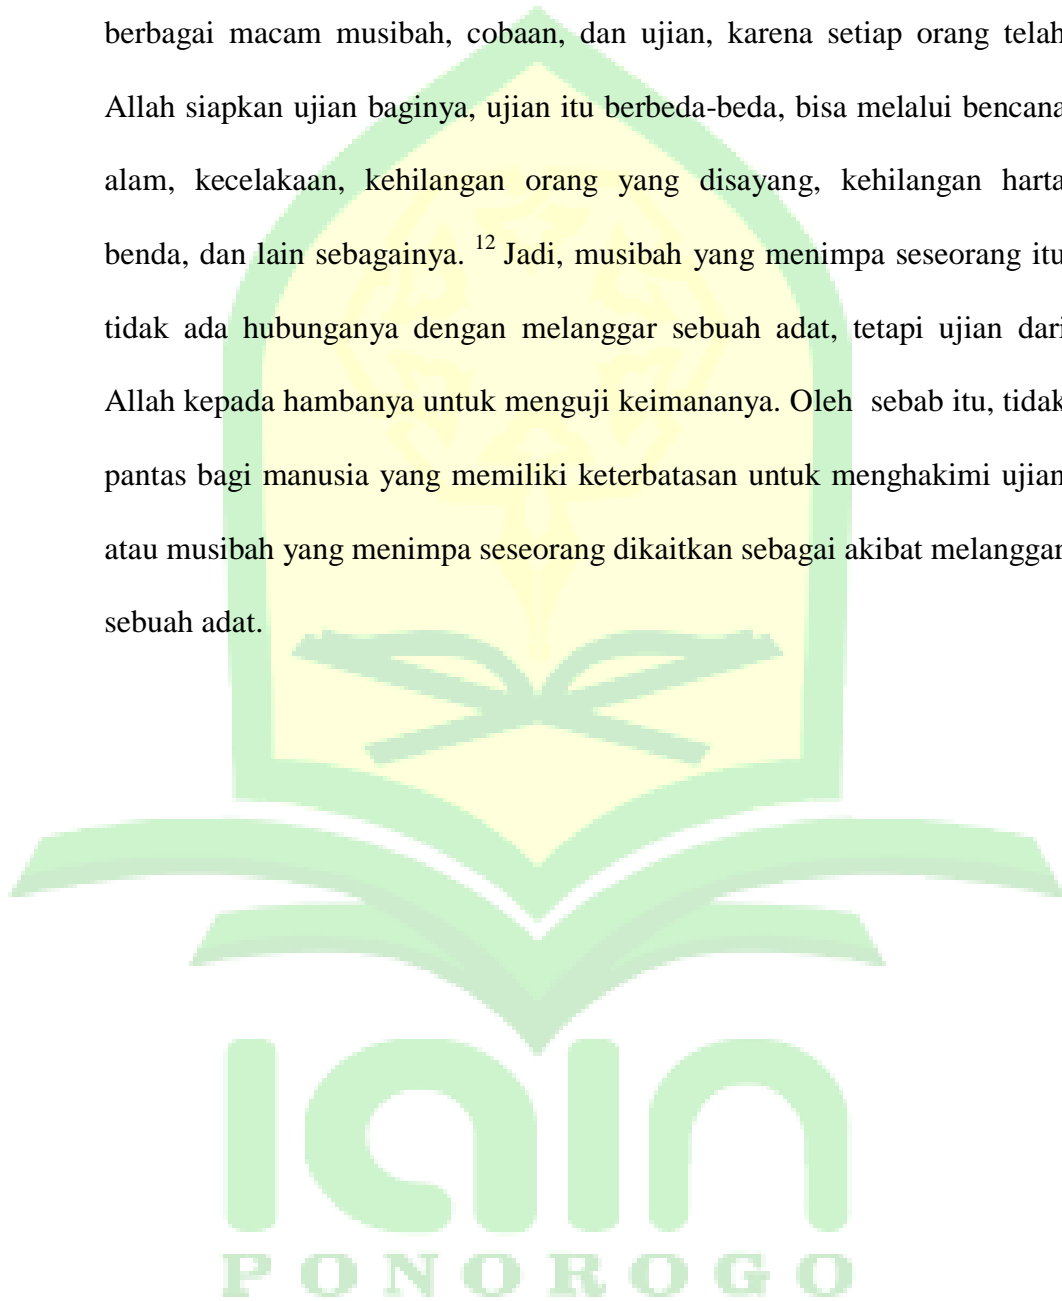 berbagai macam musibah, cobaan, dan ujian, karena setiap orang telah
Allah siapkan ujian baginya, ujian itu berbeda-beda, bisa melalui bencana
alam, kecelakaan, kehilangan orang yang disayang, kehilangan harta
benda, dan lain sebagainya. 12 Jadi, musibah yang menimpa seseorang itu
tidak ada hubunganya dengan melanggar sebuah adat, tetapi ujian dari
Allah kepada hambanya untuk menguji keimananya. Oleh sebab itu, tidak
pantas bagi manusia yang memiliki keterbatasan untuk menghakimi ujian
atau musibah yang menimpa seseorang dikaitkan sebagai akibat melanggar
sebuah adat.
IAIN
PONOROGO